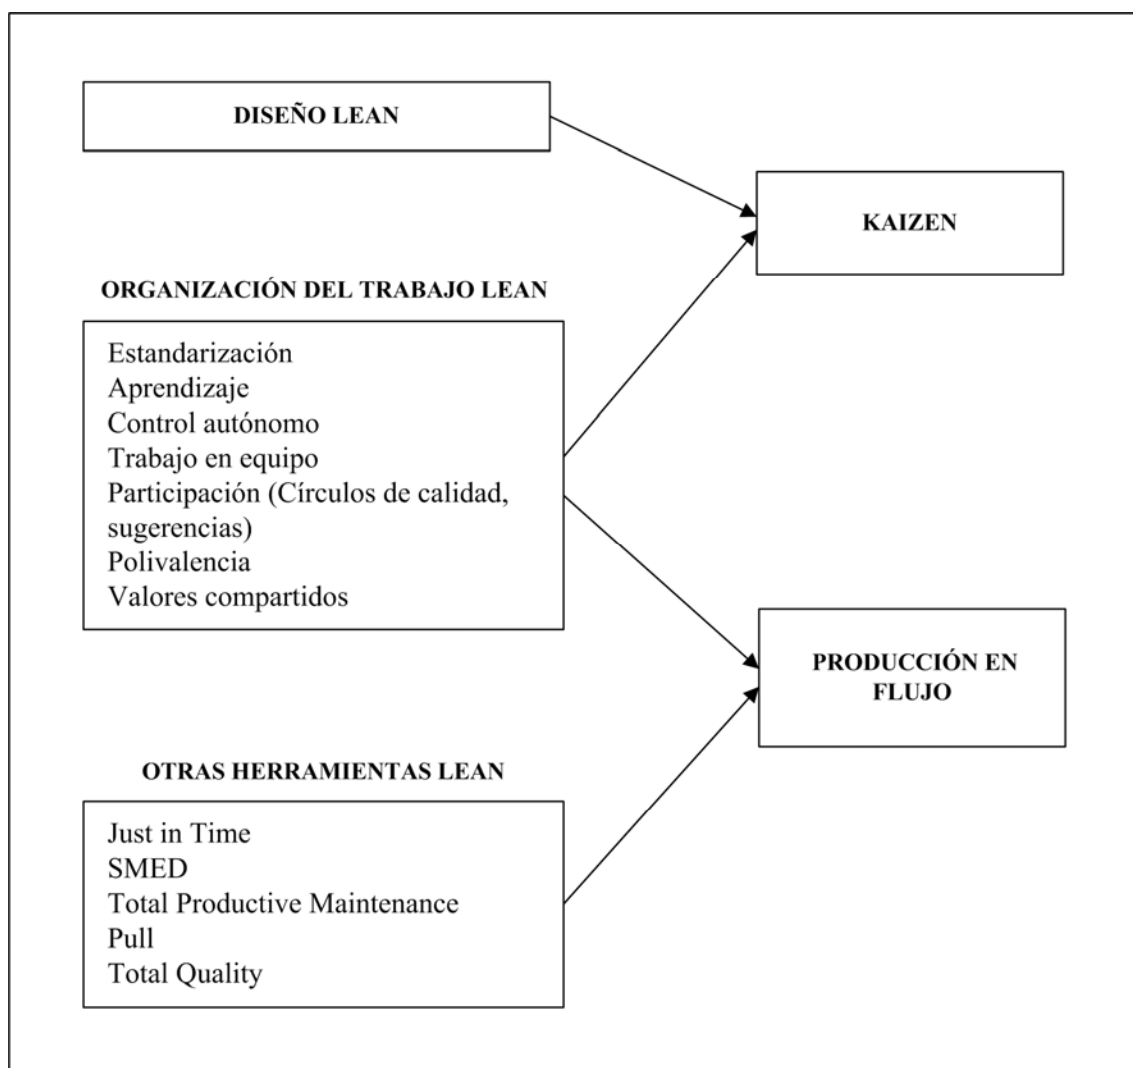 DISEÑO LEAN
KAIZEN
ORGANIZACIÓN DEL TRABAJO LEAN
Estandarización
Aprendizaje
Control autónomo
Trabajo en equipo
Participación (Círculos de calidad,
sugerencias)
Polivalencia
Valores compartidos
PRODUCCIÓN EN
FLUJO
OTRAS HERRAMIENTAS LEAN
Just in Time
SMED
Total Productive Maintenance
Pull
Total Quality